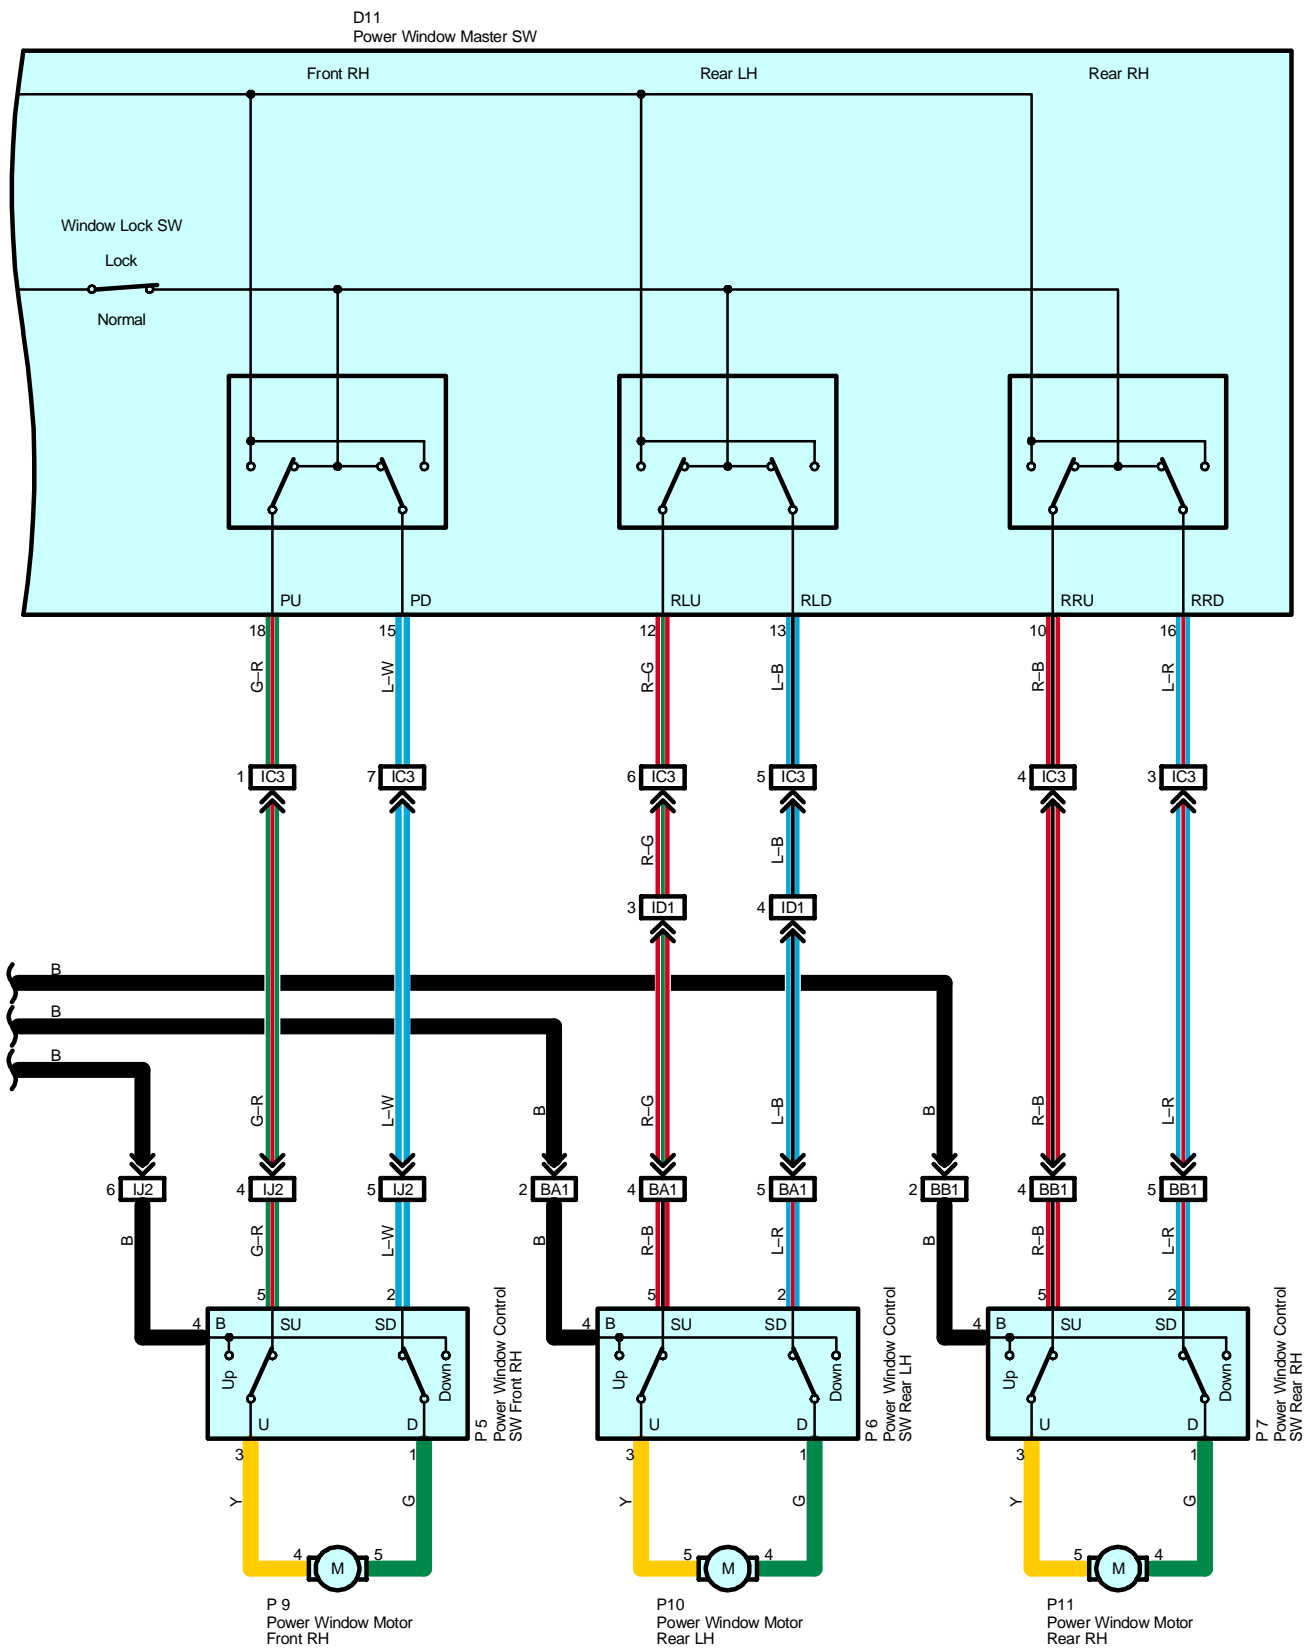 D11
Power Window Master SW
Front RH Rear LH Rear RH
Window Lock SW
Lock
Normal
PU PD RLU RLD RRU RRD
18 15 12 13 10 16
G–R L–W R–G L–B R–B L–R
1 IC3 7 IC3 6 IC3 5 IC3 4 IC3 3 IC3
R–G L–B
3 ID1 4 ID1
B
B
B
G–R L–W B R–G L–B B R–B L–R
6 IJ2 4 IJ2 5 IJ2 2 BA1 4 BA1 5 BA1 2 BB1 4 BB1 5 BB1
B G–R L–W B R–B L–R B R–B L–R
5 2 5 2 5 2
4 B SU SD 4 B SU SD 4 B SU SD
Up Down Up Down Up Down
U D U D U D
P 5
Power Window Control
SW Front RH
P 6
Power Window Control
SW Rear LH
P 7
Power Window Control
SW Rear RH
3 1 3 1 3 1
Y G Y G Y G
4 M 5 5 M 4 5 M 4
P 9
Power Window Motor
Front RH
P10
Power Window Motor
Rear LH
P11
Power Window Motor
Rear RH